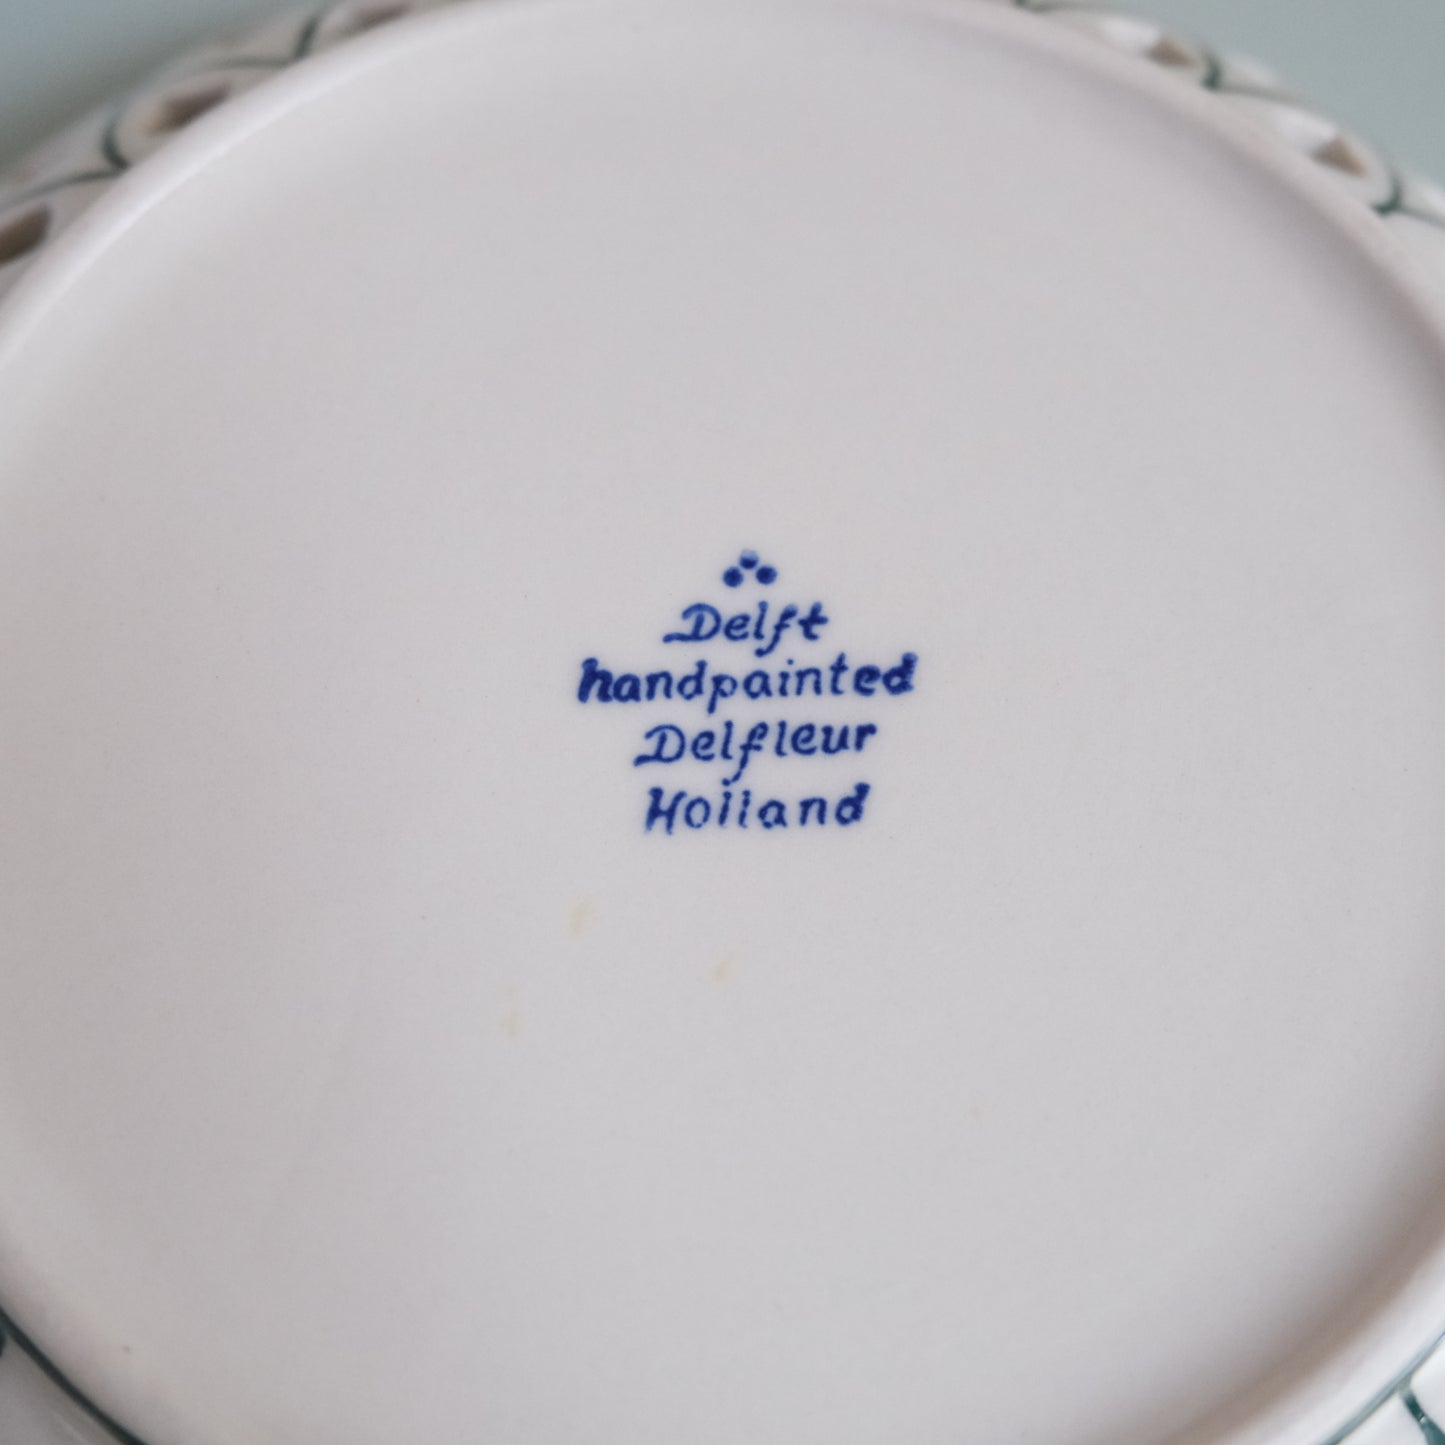 Delft
handpainted
Delfleur
Holland